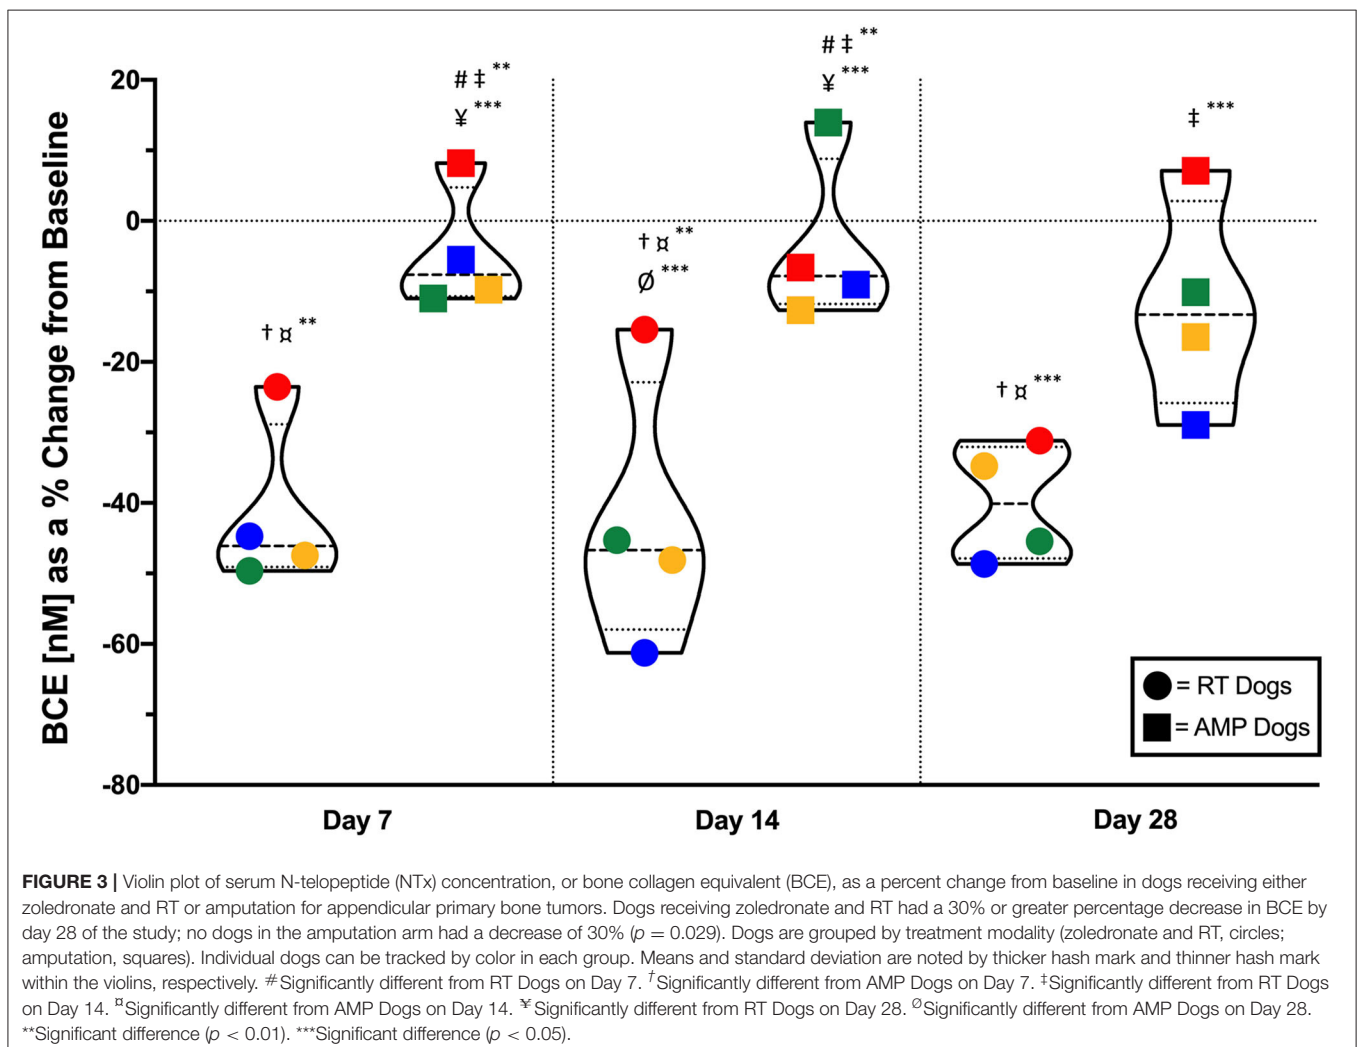 BCE [nM] as a % Change from Baseline
20
0
-20
-40
-60
-80
# ‡ **
¥ ***
† ¤ **
# ‡ **
¥ ***
† ¤ **
Ø ***
‡ ***
† ¤ ***
= RT Dogs
= AMP Dogs
Day 7
Day 14
Day 28
FIGURE 3 | Violin plot of serum N-telopeptide (NTx) concentration, or bone collagen equivalent (BCE), as a percent change from baseline in dogs receiving either
zoledronate and RT or amputation for appendicular primary bone tumors. Dogs receiving zoledronate and RT had a 30% or greater percentage decrease in BCE by
day 28 of the study; no dogs in the amputation arm had a decrease of 30% (p = 0.029). Dogs are grouped by treatment modality (zoledronate and RT, circles;
amputation, squares). Individual dogs can be tracked by color in each group. Means and standard deviation are noted by thicker hash mark and thinner hash mark
within the violins, respectively. #Significantly different from RT Dogs on Day 7. †Significantly different from AMP Dogs on Day 7. ‡Significantly different from RT Dogs
on Day 14. ¤Significantly different from AMP Dogs on Day 14. ¥Significantly different from RT Dogs on Day 28. ØSignificantly different from AMP Dogs on Day 28.
**Significant difference (p < 0.01). ***Significant difference (p < 0.05).